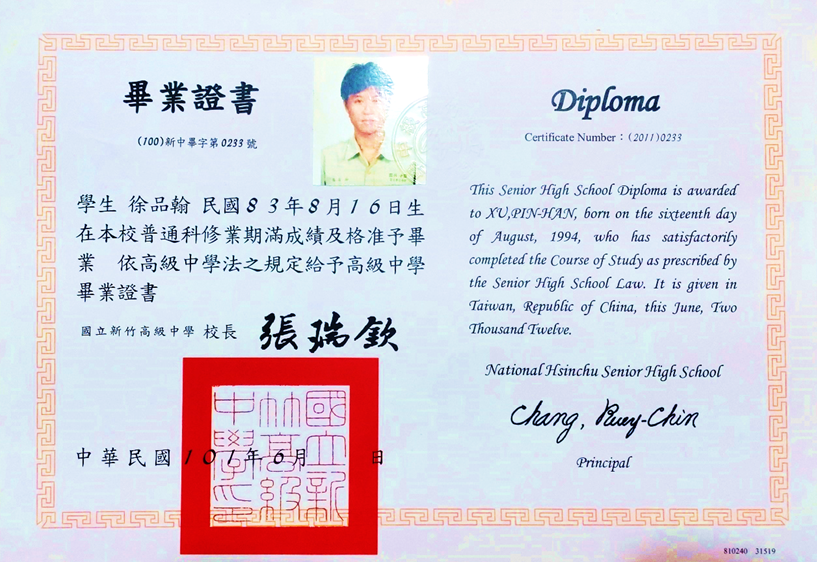 畢業證書
(100)新中畢字第0233號
學生 徐品翰 民國83年8月16日生
在本校普通科修業期滿成績及格准予畢
業 依高級中學法之規定給予高級中學
畢業證書
國立新竹高級中學 校長 張瑞欽
國立新
竹高級
中學印
中華民國101年6月 日
Diploma
Certificate Number：(2011)0233
This Senior High School Diploma is awarded
to XU,PIN-HAN, born on the sixteenth day
of August, 1994, who has satisfactorily
completed the Course of Study as prescribed by
the Senior High School Law. It is given in
Taiwan, Republic of China, this June, Two
Thousand Twelve.
National Hsinchu Senior High School
Chang, Ruey-Chin
Principal
810240 31519